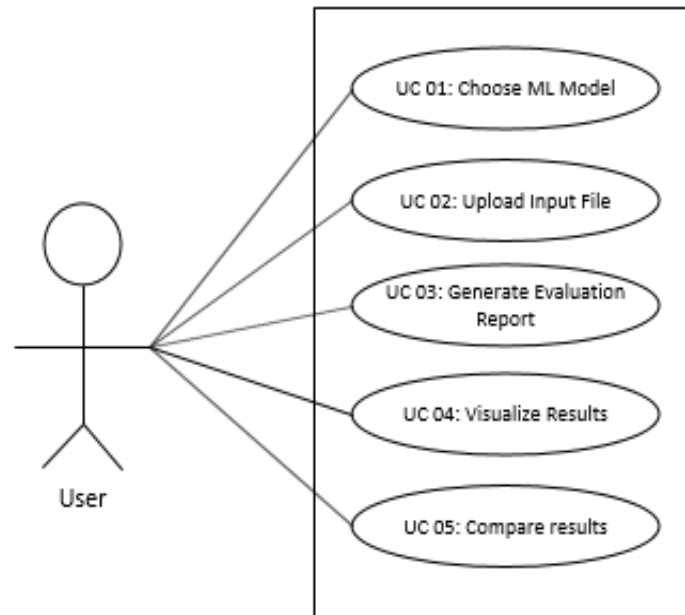 UC 01: Choose ML Model
UC 02: Upload Input File
UC 03: Generate Evaluation
Report
UC 04: Visualize Results
UC 05: Compare results
User